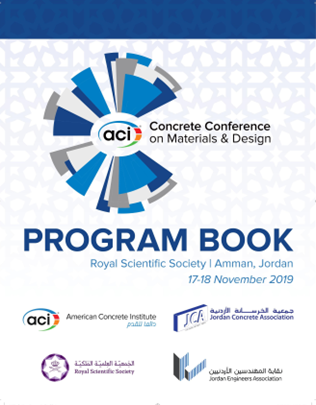 aci
Concrete Conference
on Materials & Design
PROGRAM BOOK
Royal Scientific Society | Amman, Jordan
17-18 November 2019
aci
American Concrete Institute
دائما نتقدم
JCA
جمعية الخرسانة الأردنية
Jordan Concrete Association
الجمعية العلمية الملكية
Royal Scientific Society
نقابة المهندسين الأردنيين
Jordan Engineers Association